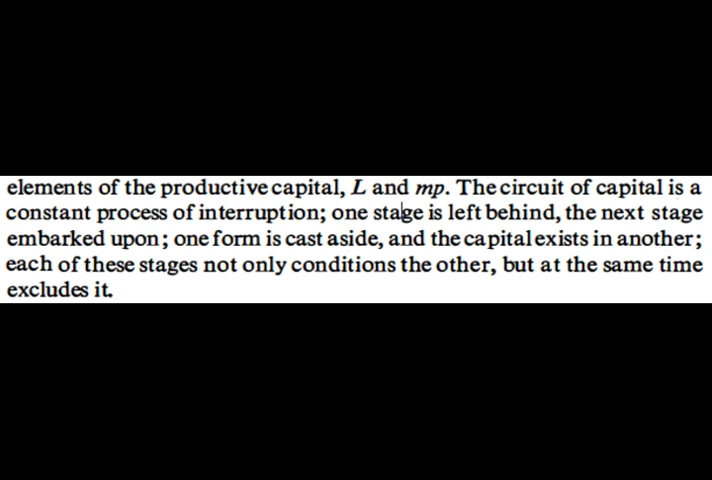 elements of the productive capital, L and mp. The circuit of capital is a
constant process of interruption; one stage is left behind, the next stage
embarked upon; one form is cast aside, and the capital exists in another;
each of these stages not only conditions the other, but at the same time
excludes it.